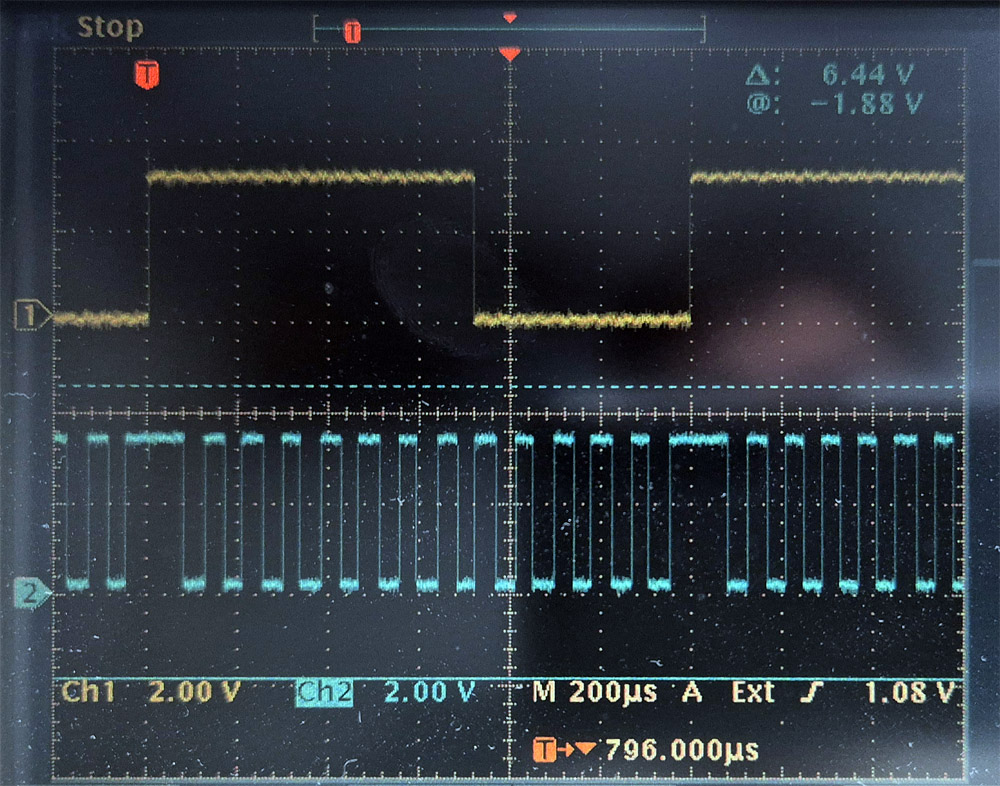 Stop
T
T
Δ: 6.44 V
@: −1.88 V
1
2
Ch1 2.00 V Ch2 2.00 V M 200µs A Ext ƒ 1.08 V
T→▼ 796.000µs